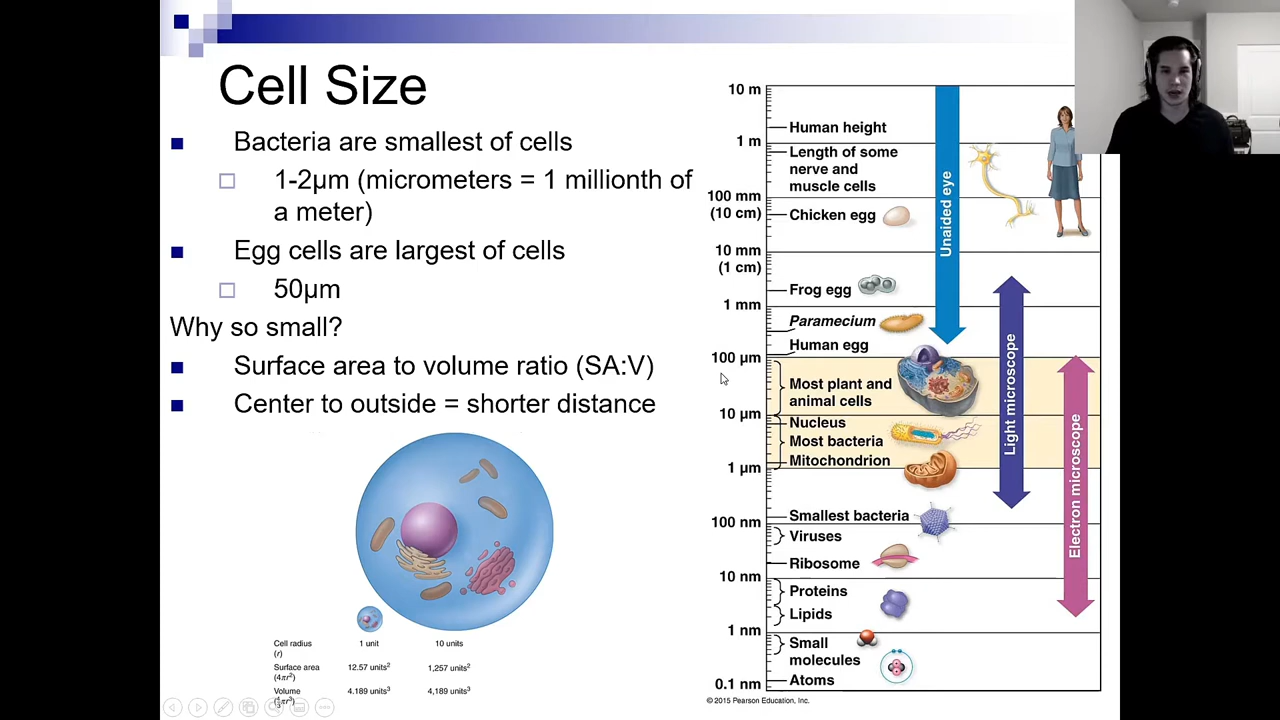 Cell Size
Bacteria are smallest of cells
1-2µm (micrometers = 1 millionth of
a meter)
Egg cells are largest of cells
50µm
Why so small?
Surface area to volume ratio (SA:V)
Center to outside = shorter distance
Cell radius 1 unit 10 units
(r)
Surface area 12.57 units² 1,257 units²
(4πr²)
Volume 4.189 units³ 4,189 units³
10 m
Human height
1 m
Length of some
nerve and
muscle cells
100 mm
(10 cm)
Chicken egg
10 mm
(1 cm)
Frog egg
1 mm
Paramecium
Human egg
100 µm
Most plant and
animal cells
10 µm
Nucleus
Most bacteria
Mitochondrion
1 µm
Smallest bacteria
100 nm
Viruses
Ribosome
10 nm
Proteins
Lipids
1 nm
Small
molecules
Atoms
0.1 nm
Unaided eye
Light microscope
Electron microscope
© 2015 Pearson Education, Inc.